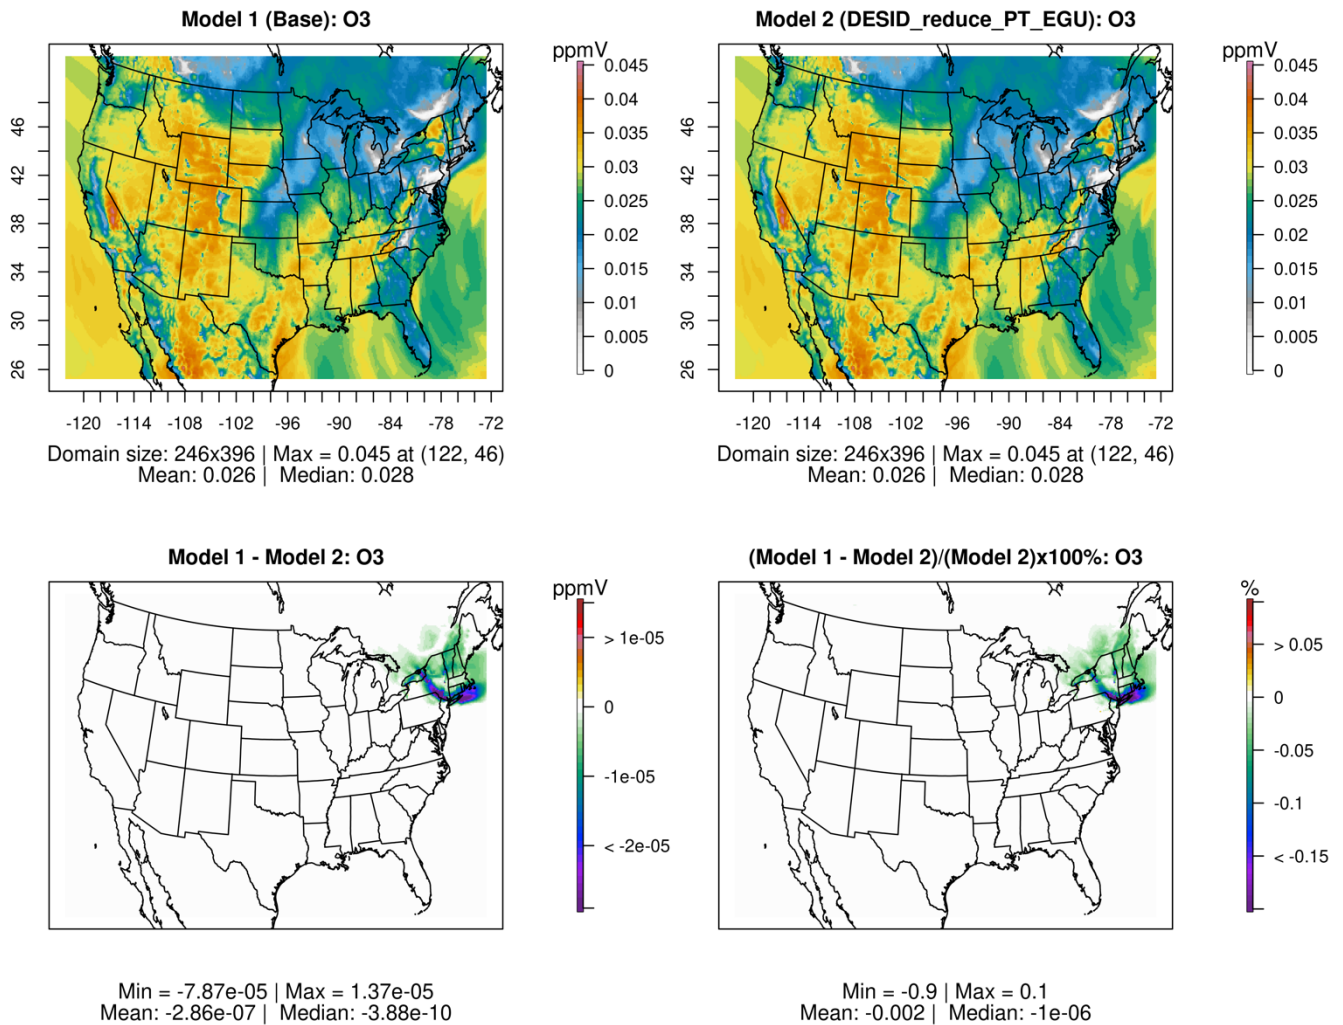 Model 1 (Base): O3
ppmV
0.045
0.04
0.035
0.03
0.025
0.02
0.015
0.01
0.005
0
46
42
38
34
30
26
-120 -114 -108 -102 -96 -90 -84 -78 -72
Domain size: 246x396 | Max = 0.045 at (122, 46)
Mean: 0.026 | Median: 0.028
Model 2 (DESID_reduce_PT_EGU): O3
ppmV
0.045
0.04
0.035
0.03
0.025
0.02
0.015
0.01
0.005
0
46
42
38
34
30
26
-120 -114 -108 -102 -96 -90 -84 -78 -72
Domain size: 246x396 | Max = 0.045 at (122, 46)
Mean: 0.026 | Median: 0.028
Model 1 - Model 2: O3
ppmV
> 1e-05
0
-1e-05
< -2e-05
Min = -7.87e-05 | Max = 1.37e-05
Mean: -2.86e-07 | Median: -3.88e-10
(Model 1 - Model 2)/(Model 2)x100%: O3
%
> 0.05
0
-0.05
-0.1
< -0.15
Min = -0.9 | Max = 0.1
Mean: -0.002 | Median: -1e-06